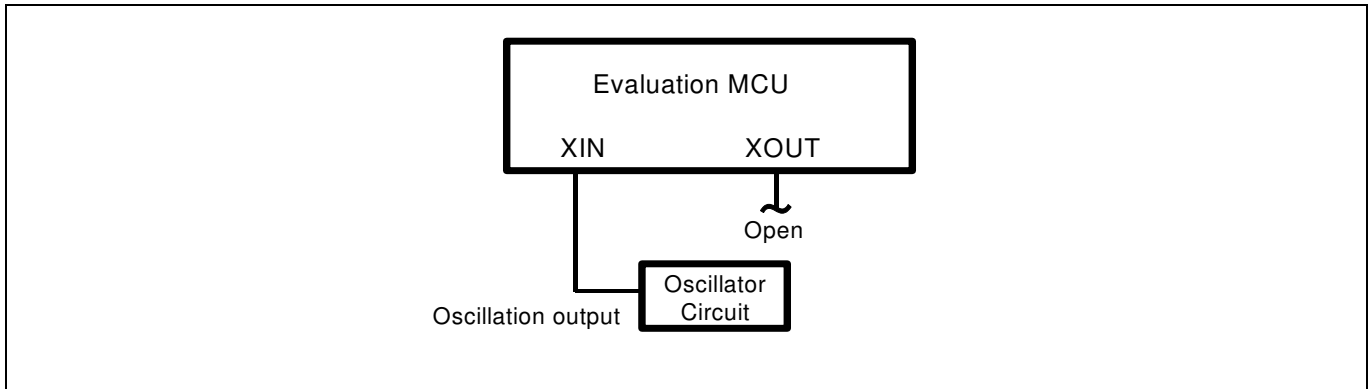 Evaluation MCU
XIN XOUT
Open
Oscillator
Circuit
Oscillation output